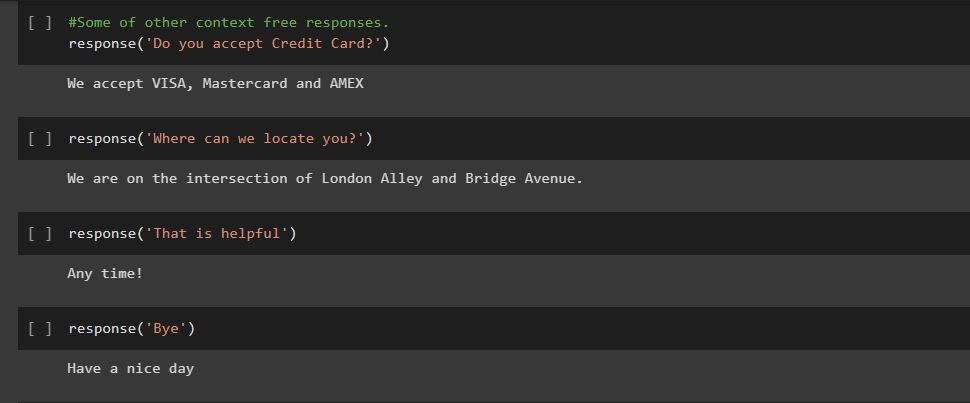 [ ] #Some of other context free responses.
response('Do you accept Credit Card?')
We accept VISA, Mastercard and AMEX
[ ] response('Where can we locate you?')
We are on the intersection of London Alley and Bridge Avenue.
[ ] response('That is helpful')
Any time!
[ ] response('Bye')
Have a nice day